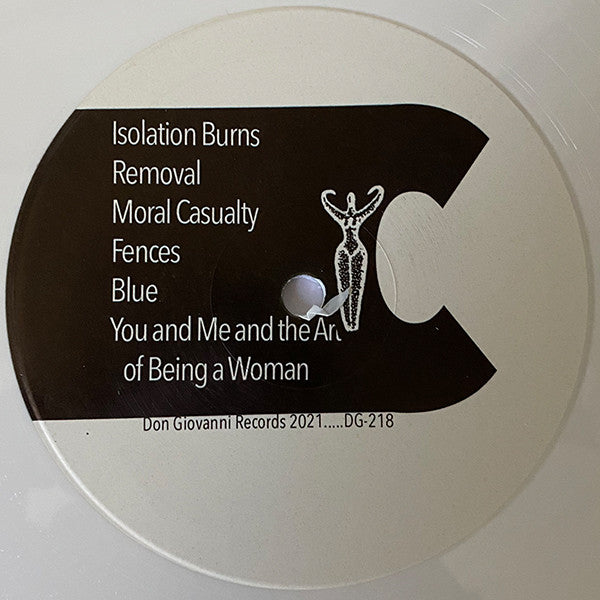 Isolation Burns
Removal
Moral Casualty
Fences
Blue
You and Me and the Art
of Being a Woman
Don Giovanni Records 2021.....DG-218